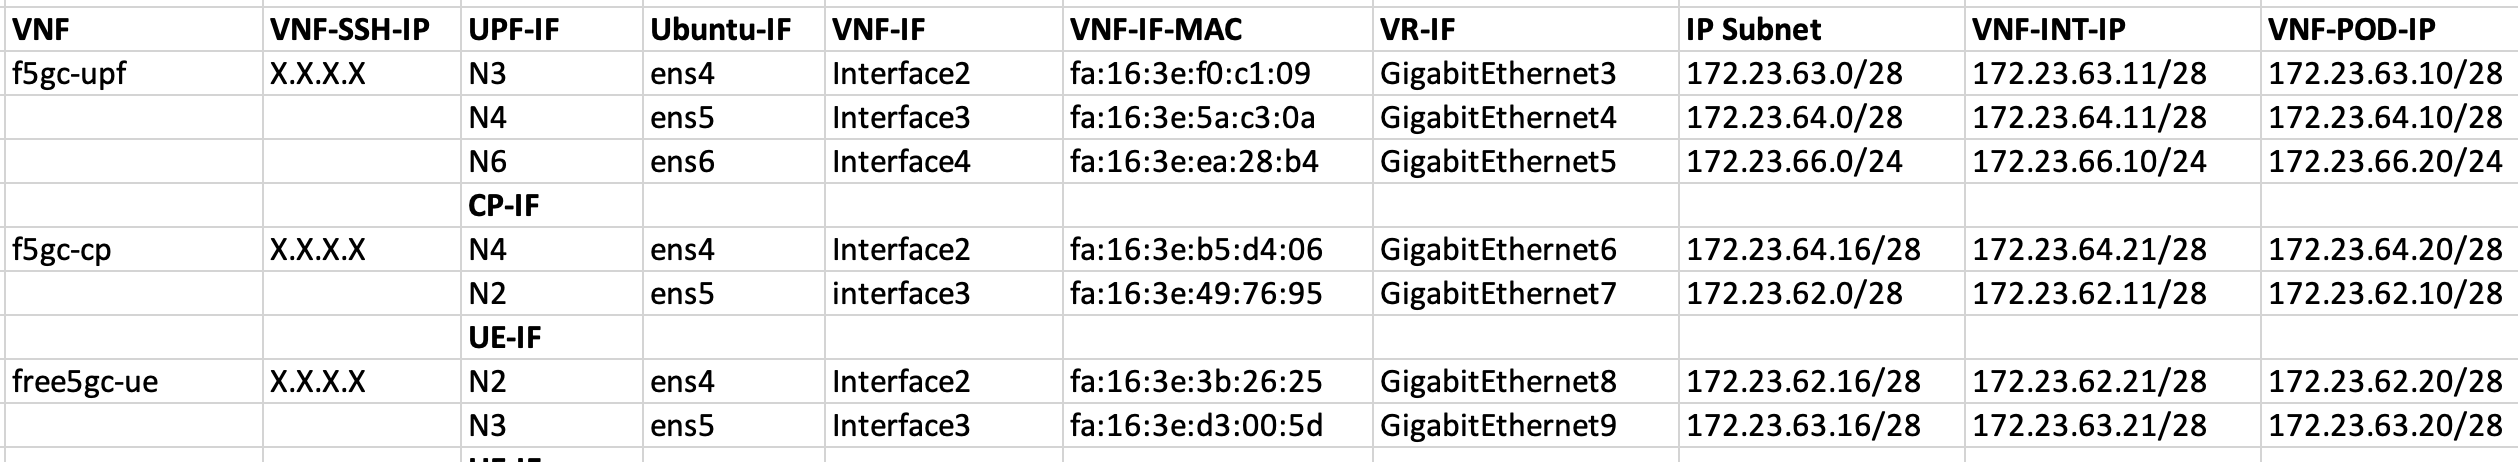 VNF VNF-SSH-IP UPF-IF Ubuntu-IF VNF-IF VNF-IF-MAC VR-IF IP Subnet VNF-INT-IP VNF-POD-IP
f5gc-upf X.X.X.X N3 ens4 Interface2 fa:16:3e:f0:c1:09 GigabitEthernet3 172.23.63.0/28 172.23.63.11/28 172.23.63.10/28
N4 ens5 Interface3 fa:16:3e:5a:c3:0a GigabitEthernet4 172.23.64.0/28 172.23.64.11/28 172.23.64.10/28
N6 ens6 Interface4 fa:16:3e:ea:28:b4 GigabitEthernet5 172.23.66.0/24 172.23.66.10/24 172.23.66.20/24
CP-IF
f5gc-cp X.X.X.X N4 ens4 Interface2 fa:16:3e:b5:d4:06 GigabitEthernet6 172.23.64.16/28 172.23.64.21/28 172.23.64.20/28
N2 ens5 interface3 fa:16:3e:49:76:95 GigabitEthernet7 172.23.62.0/28 172.23.62.11/28 172.23.62.10/28
UE-IF
free5gc-ue X.X.X.X N2 ens4 Interface2 fa:16:3e:3b:26:25 GigabitEthernet8 172.23.62.16/28 172.23.62.21/28 172.23.62.20/28
N3 ens5 Interface3 fa:16:3e:d3:00:5d GigabitEthernet9 172.23.63.16/28 172.23.63.21/28 172.23.63.20/28